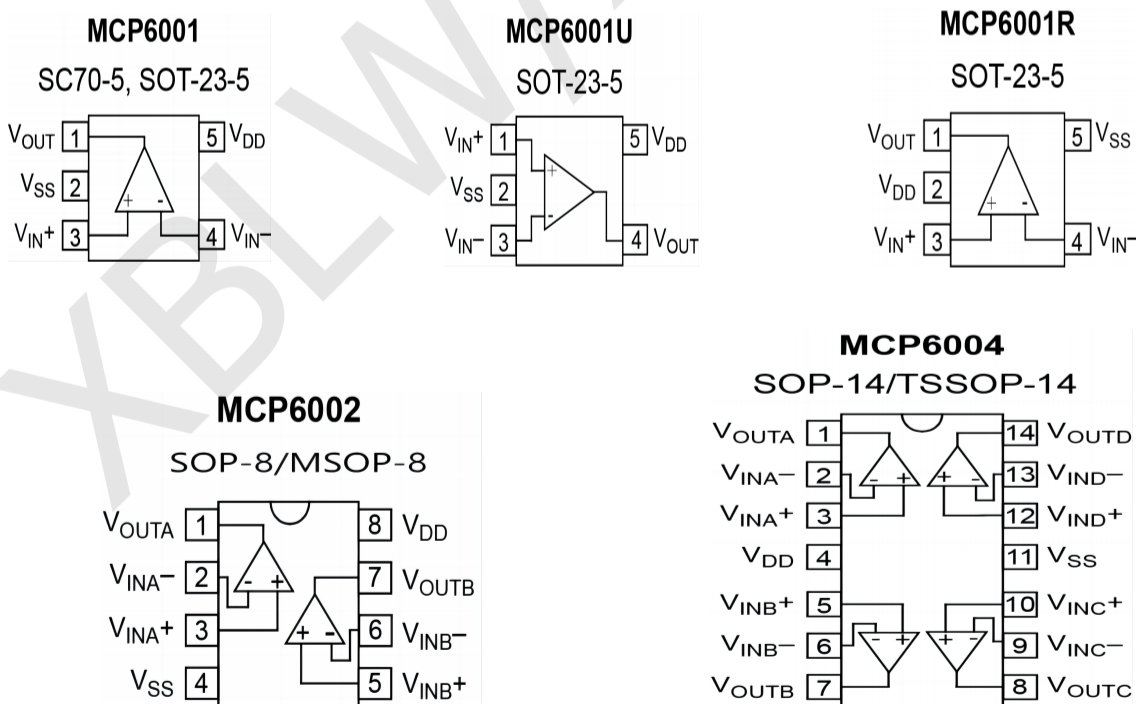 MCP6001
SC70-5, SOT-23-5
VOUT 1 5 VDD
VSS 2
VIN+ 3 + - 4 VIN–
MCP6001U
SOT-23-5
VIN+ 1 5 VDD
+
VSS 2
VIN– 3 - 4 VOUT
MCP6001R
SOT-23-5
VOUT 1 5 VSS
VDD 2
VIN+ 3 + - 4 VIN–
MCP6002
SOP-8/MSOP-8
VOUTA 1 8 VDD
VINA– 2 - + 7 VOUTB
VINA+ 3 + - 6 VINB–
VSS 4 5 VINB+
MCP6004
SOP-14/TSSOP-14
VOUTA 1 14 VOUTD
VINA– 2 - + + - 13 VIND–
VINA+ 3 12 VIND+
VDD 4 11 VSS
VINB+ 5 10 VINC+
VINB– 6 - + + - 9 VINC–
VOUTB 7 8 VOUTC
XBLW